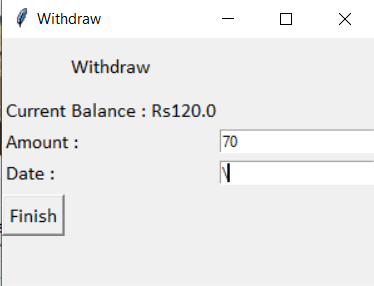 Withdraw
Withdraw
Current Balance : Rs120.0
Amount :
70
Date :
\
Finish